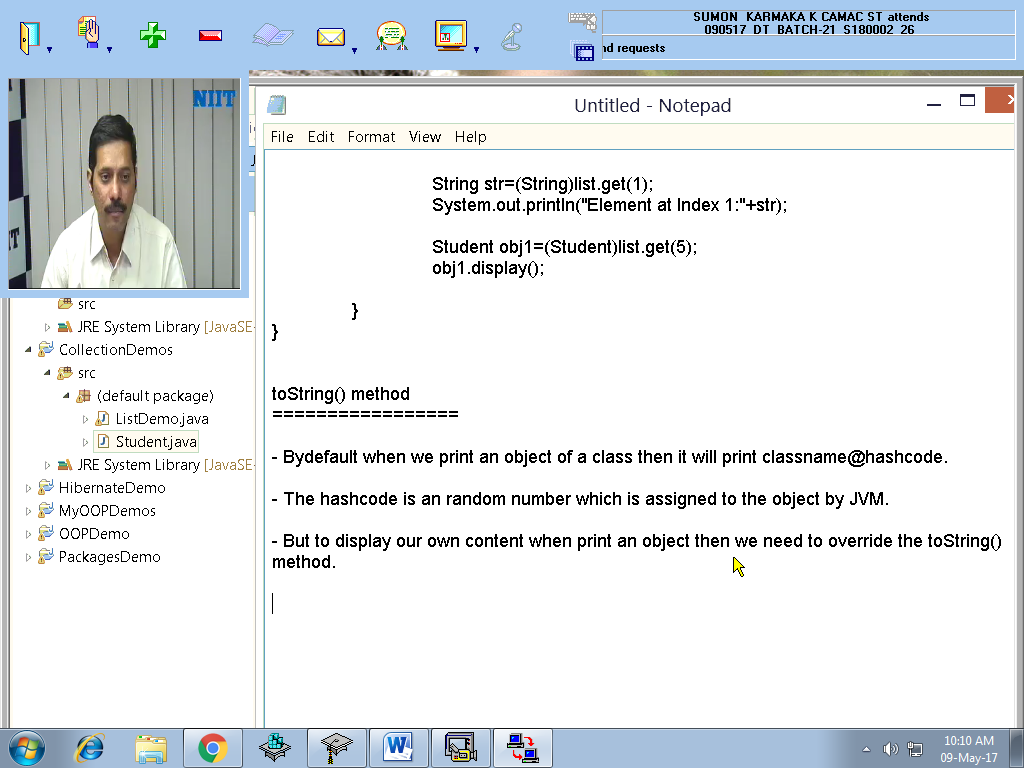 SUMON KARMAKA K CAMAC ST attends
090517 DT BATCH-21 S180002 26
nd requests
NIIT
IT
Untitled - Notepad
File Edit Format View Help
String str=(String)list.get(1);
System.out.println("Element at Index 1:"+str);
Student obj1=(Student)list.get(5);
obj1.display();
}
}
toString() method
=================
- Bydefault when we print an object of a class then it will print classname@hashcode.
- The hashcode is an random number which is assigned to the object by JVM.
- But to display our own content when print an object then we need to override the toString()
method.
src
JRE System Library [JavaSE-
CollectionDemos
src
(default package)
ListDemo.java
Student.java
JRE System Library [JavaSE-
HibernateDemo
MyOOPDemos
OOPDemo
PackagesDemo
10:10 AM
09-May-17